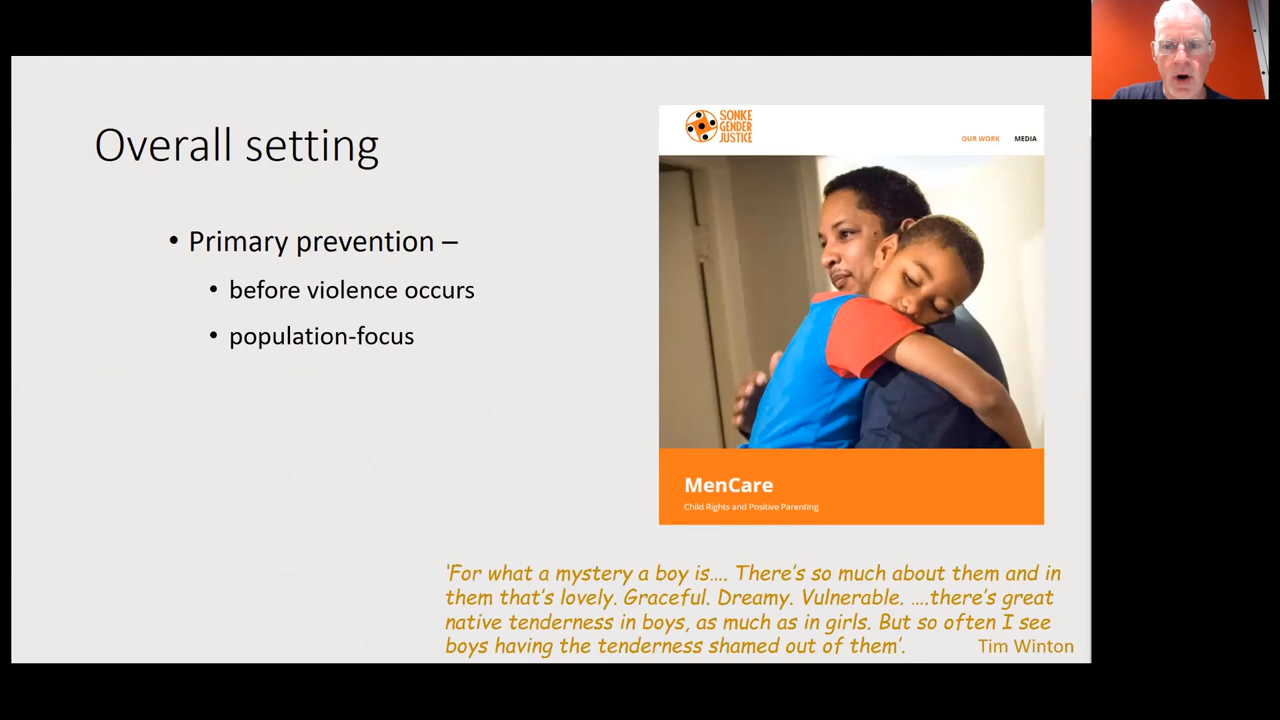 Overall setting
• Primary prevention –
• before violence occurs
• population-focus
SONKE
GENDER
JUSTICE
OUR WORK MEDIA
MenCare
Child Rights and Positive Parenting
'For what a mystery a boy is…. There's so much about them and in
them that's lovely. Graceful. Dreamy. Vulnerable. ….there's great
native tenderness in boys, as much as in girls. But so often I see
boys having the tenderness shamed out of them'. Tim Winton